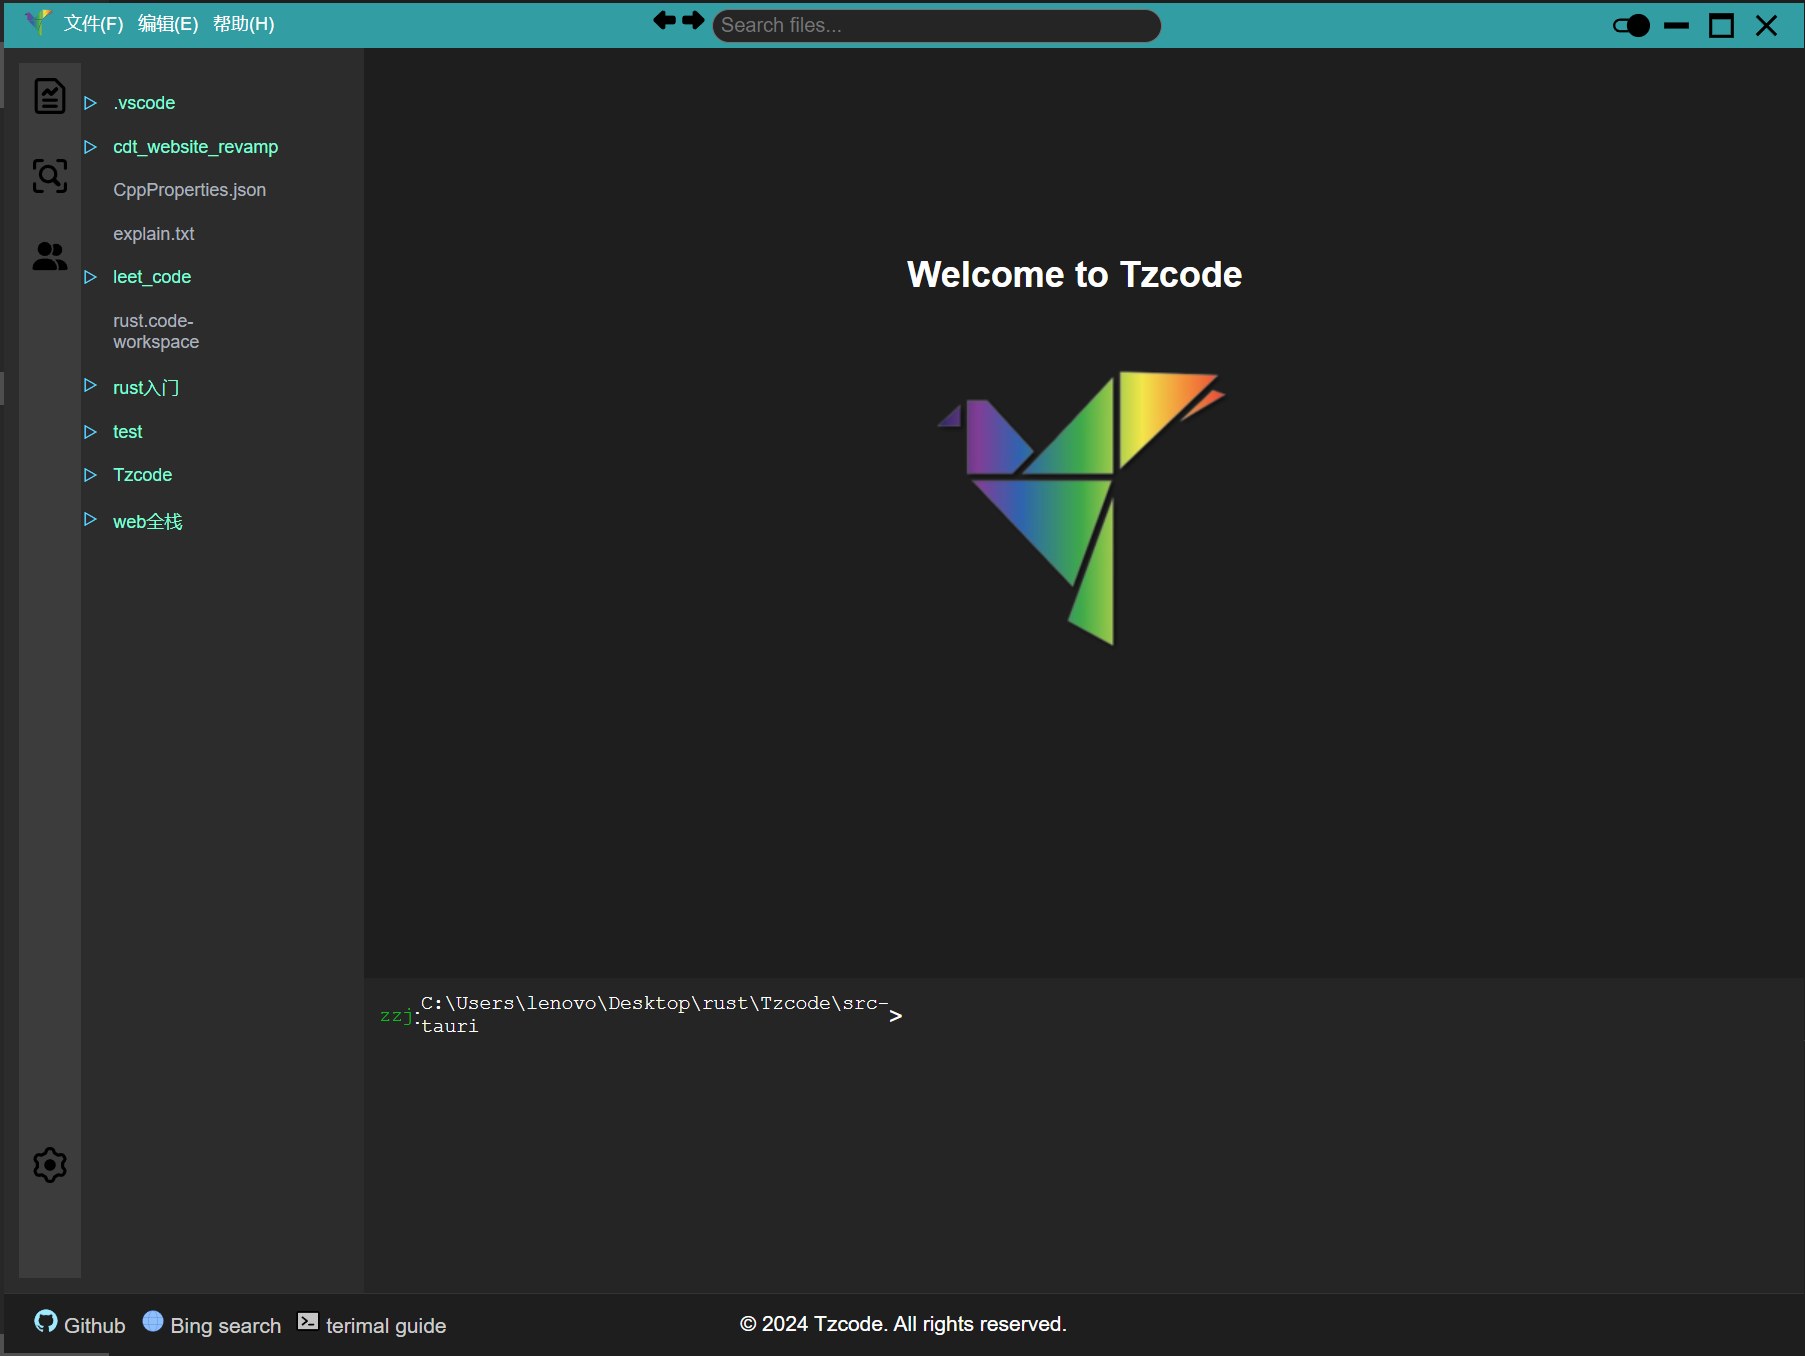 文件(F) 编辑(E) 帮助(H) Search files...
.vscode
cdt_website_revamp
CppProperties.json
explain.txt
leet_code
rust.code-
workspace
rust入门
test
Tzcode
web全栈
Welcome to Tzcode
zzj:C:\Users\lenovo\Desktop\rust\Tzcode\src-
tauri>
Github Bing search terimal guide © 2024 Tzcode. All rights reserved.